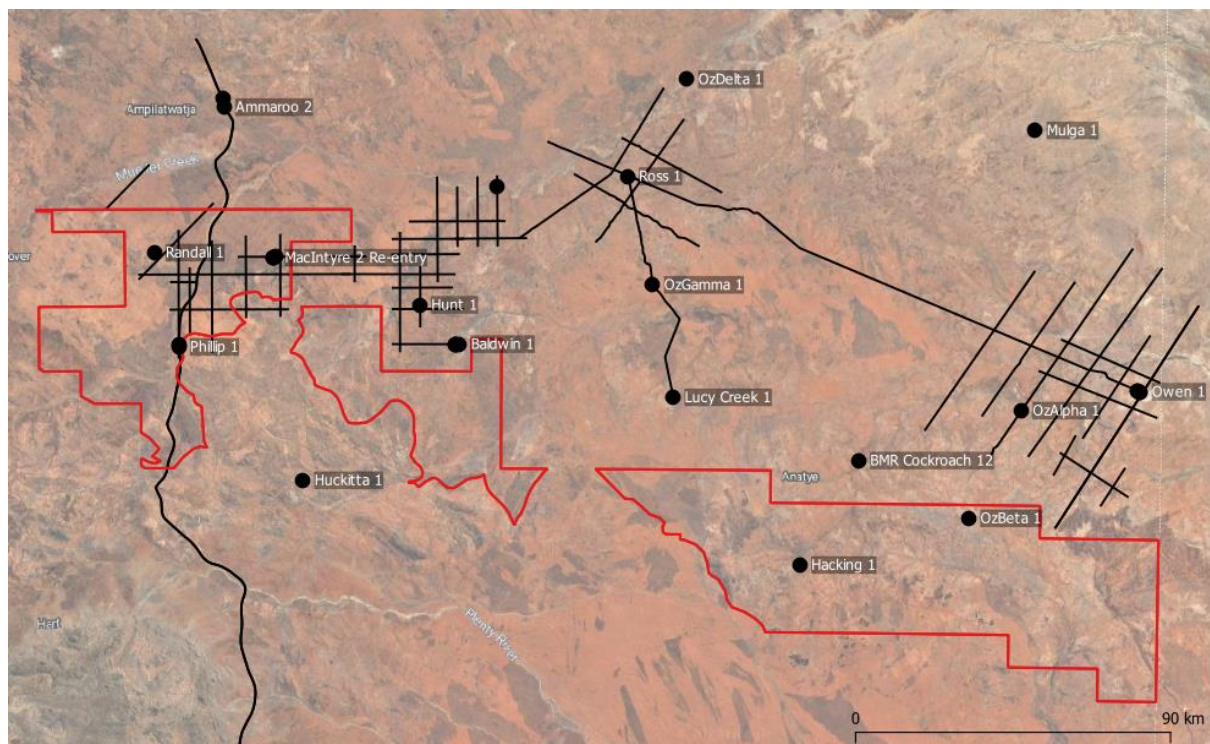 OzDelta 1
Ampilatwatja
Ammaroo 2
Mulga 1
Ross 1
Randall 1
over
MacIntyre 2 Re-entry
OzGamma 1
Hunt 1
Phillip 1
Baldwin 1
Owen 1
Lucy Creek 1
OzAlpha 1
BMR Cockroach 12
Anatye
Huckitta 1
OzBeta 1
Hacking 1
Plenty River
Hart
0
90 km